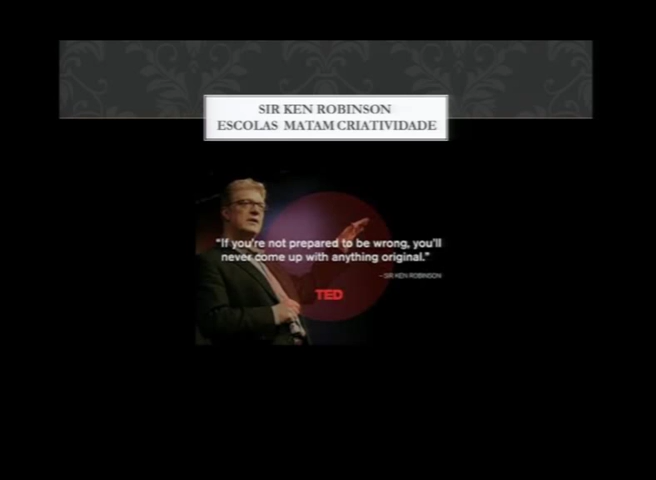 SIR KEN ROBINSON
ESCOLAS MATAM CRIATIVIDADE
"If you're not prepared to be wrong, you'll
never come up with anything original."
– SIR KEN ROBINSON
TED